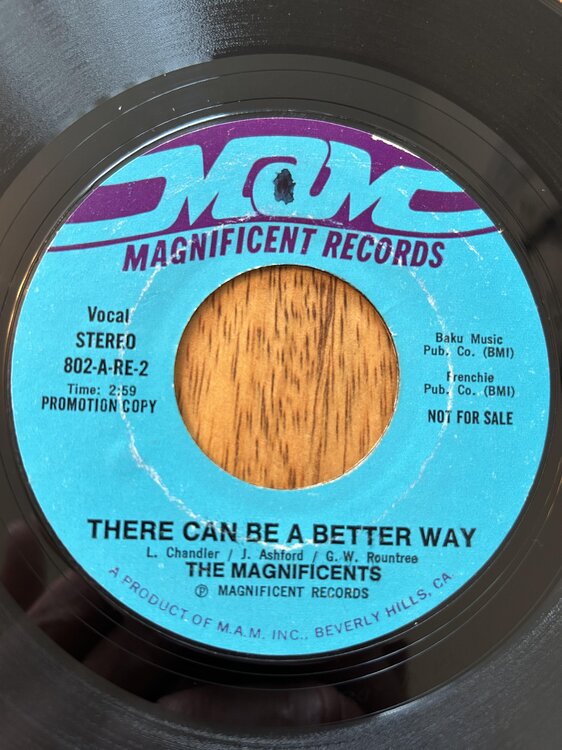 MAM
MAGNIFICENT RECORDS
Vocal
STEREO
802-A-RE-2
Time: 2:59
PROMOTION COPY
Baku Music
Pub. Co. (BMI)
Frenchie
Pub. Co. (BMI)
NOT FOR SALE
THERE CAN BE A BETTER WAY
L. Chandler / J. Ashford / G. W. Rountree
THE MAGNIFICENTS
Ⓟ MAGNIFICENT RECORDS
A PRODUCT OF M.A.M. INC., BEVERLY HILLS, CA.